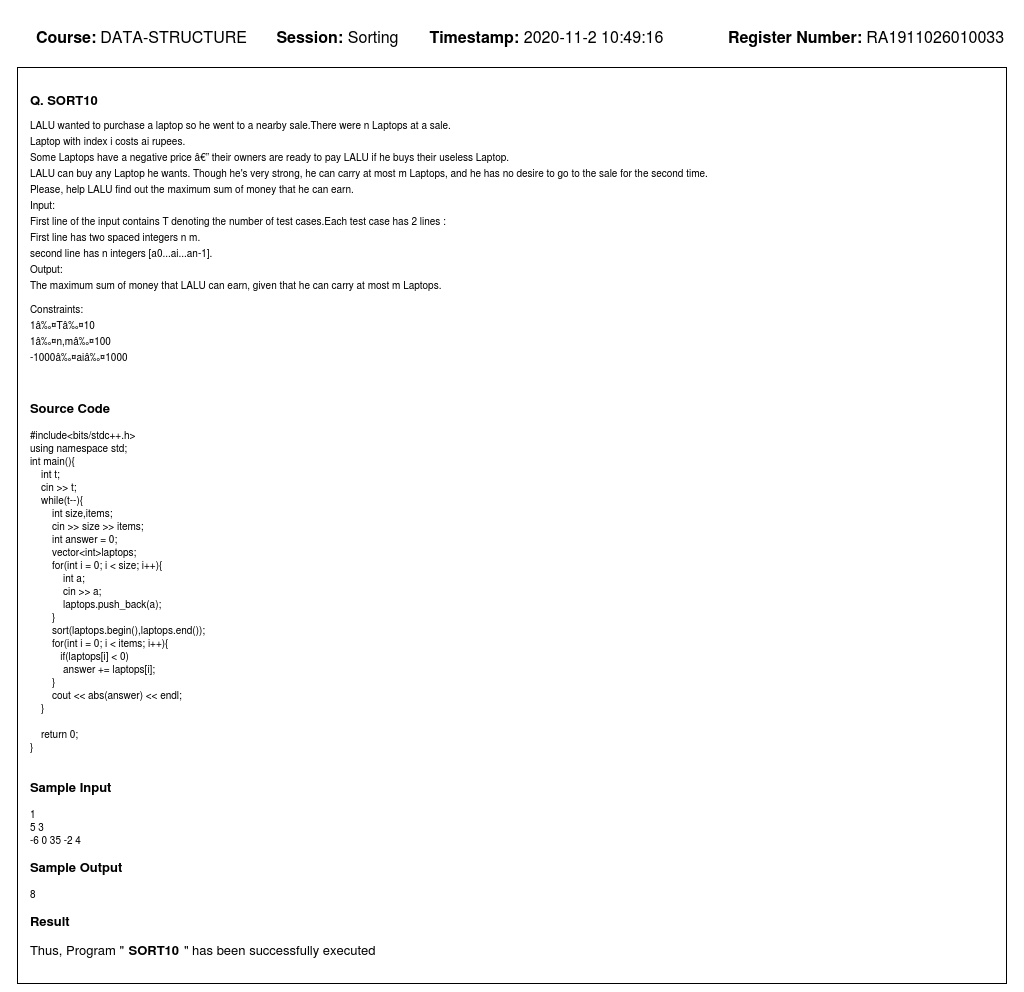 Course: DATA-STRUCTURE Session: Sorting Timestamp: 2020-11-2 10:49:16 Register Number: RA1911026010033
Q. SORT10
LALU wanted to purchase a laptop so he went to a nearby sale.There were n Laptops at a sale.
Laptop with index i costs ai rupees.
Some Laptops have a negative price â€” their owners are ready to pay LALU if he buys their useless Laptop.
LALU can buy any Laptop he wants. Though he's very strong, he can carry at most m Laptops, and he has no desire to go to the sale for the second time.
Please, help LALU find out the maximum sum of money that he can earn.
Input:
First line of the input contains T denoting the number of test cases.Each test case has 2 lines :
First line has two spaced integers n m.
second line has n integers [a0...ai...an-1].
Output:
The maximum sum of money that LALU can earn, given that he can carry at most m Laptops.
Constraints:
1â‰¤Tâ‰¤10
1â‰¤n,mâ‰¤100
-1000â‰¤aiâ‰¤1000
Source Code
#include<bits/stdc++.h>
using namespace std;
int main(){
int t;
cin >> t;
while(t--){
int size,items;
cin >> size >> items;
int answer = 0;
vector<int>laptops;
for(int i = 0; i < size; i++){
int a;
cin >> a;
laptops.push_back(a);
}
sort(laptops.begin(),laptops.end());
for(int i = 0; i < items; i++){
if(laptops[i] < 0)
answer += laptops[i];
}
cout << abs(answer) << endl;
}
return 0;
}
Sample Input
1
5 3
-6 0 35 -2 4
Sample Output
8
Result
Thus, Program " SORT10 " has been successfully executed